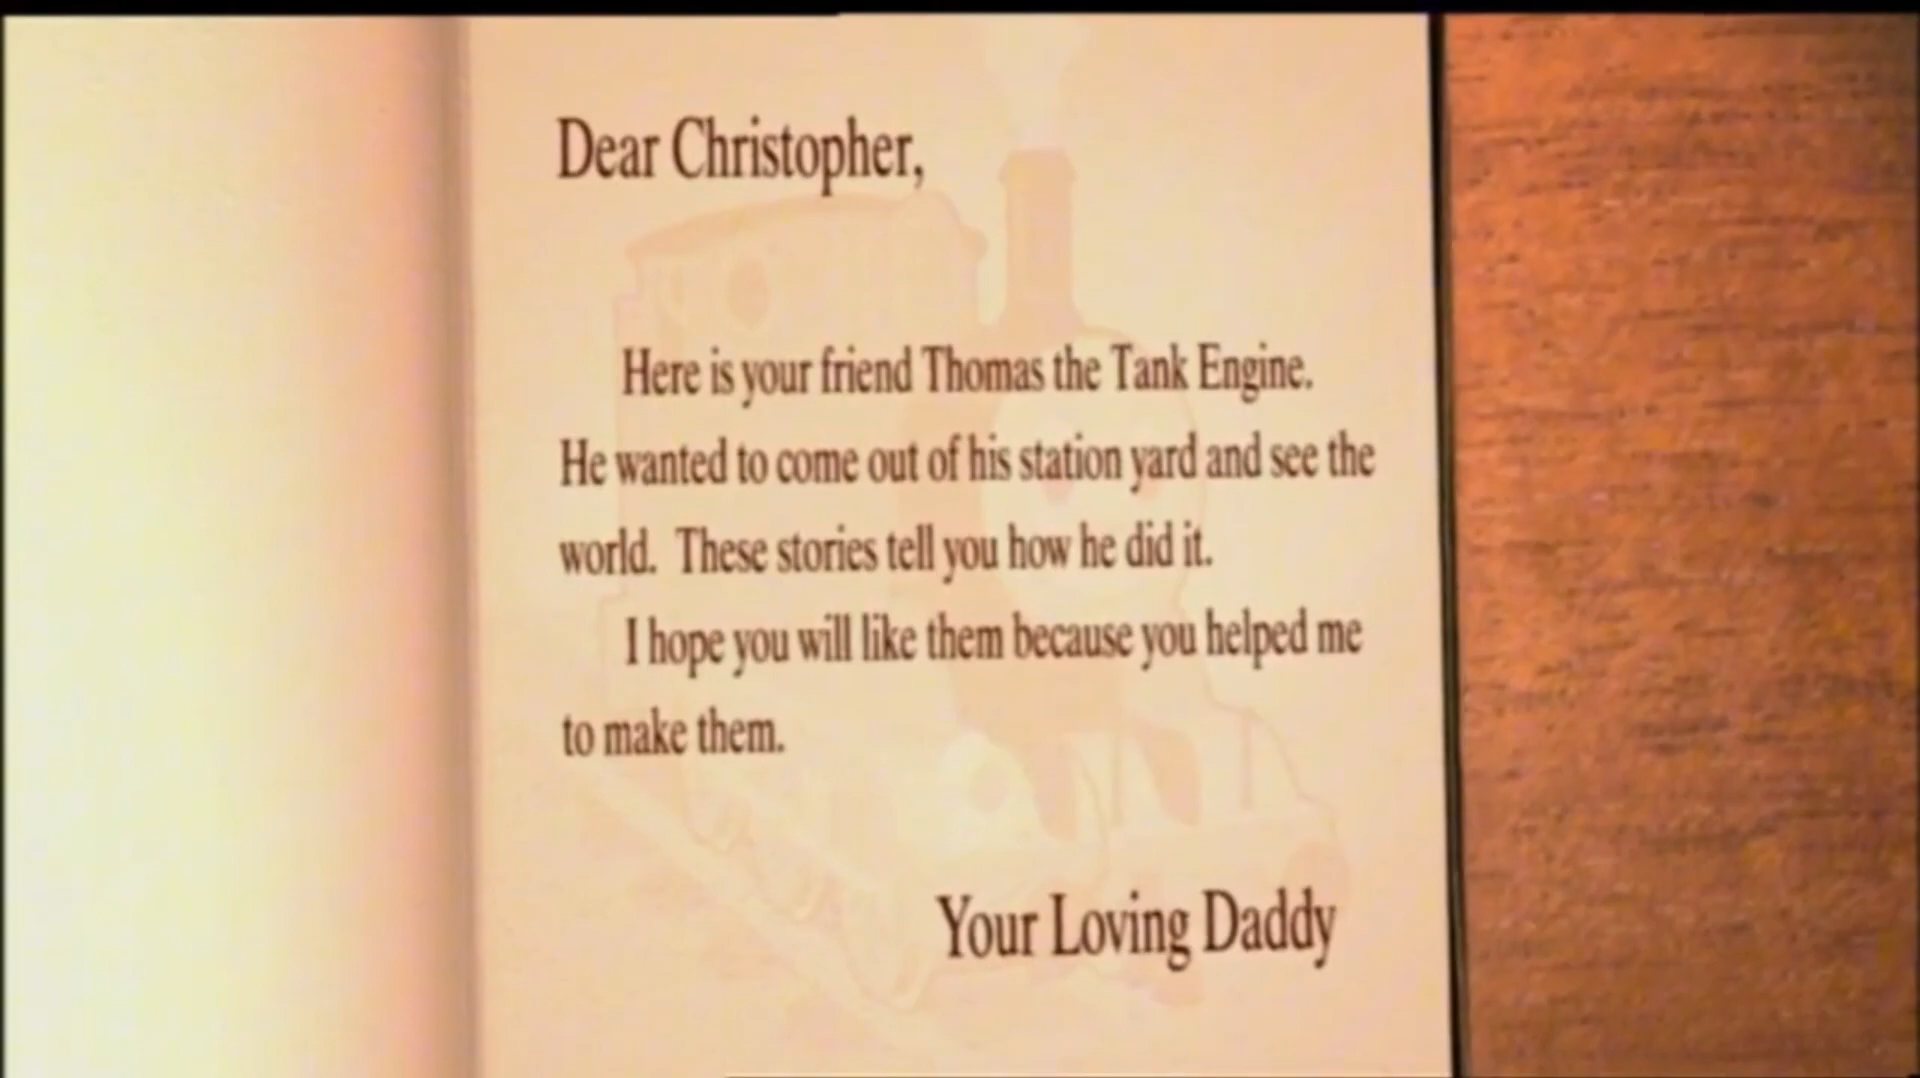 Dear Christopher,
Here is your friend Thomas the Tank Engine.
He wanted to come out of his station yard and see the
world. These stories tell you how he did it.
I hope you will like them because you helped me
to make them.
Your Loving Daddy